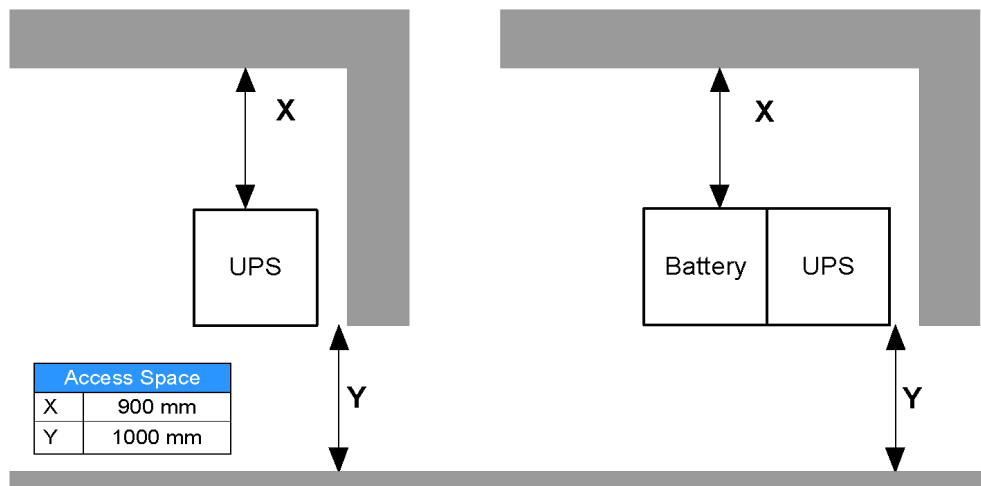 X
X
UPS
Battery
UPS
Y
Y
Access Space
X 900 mm
Y 1000 mm